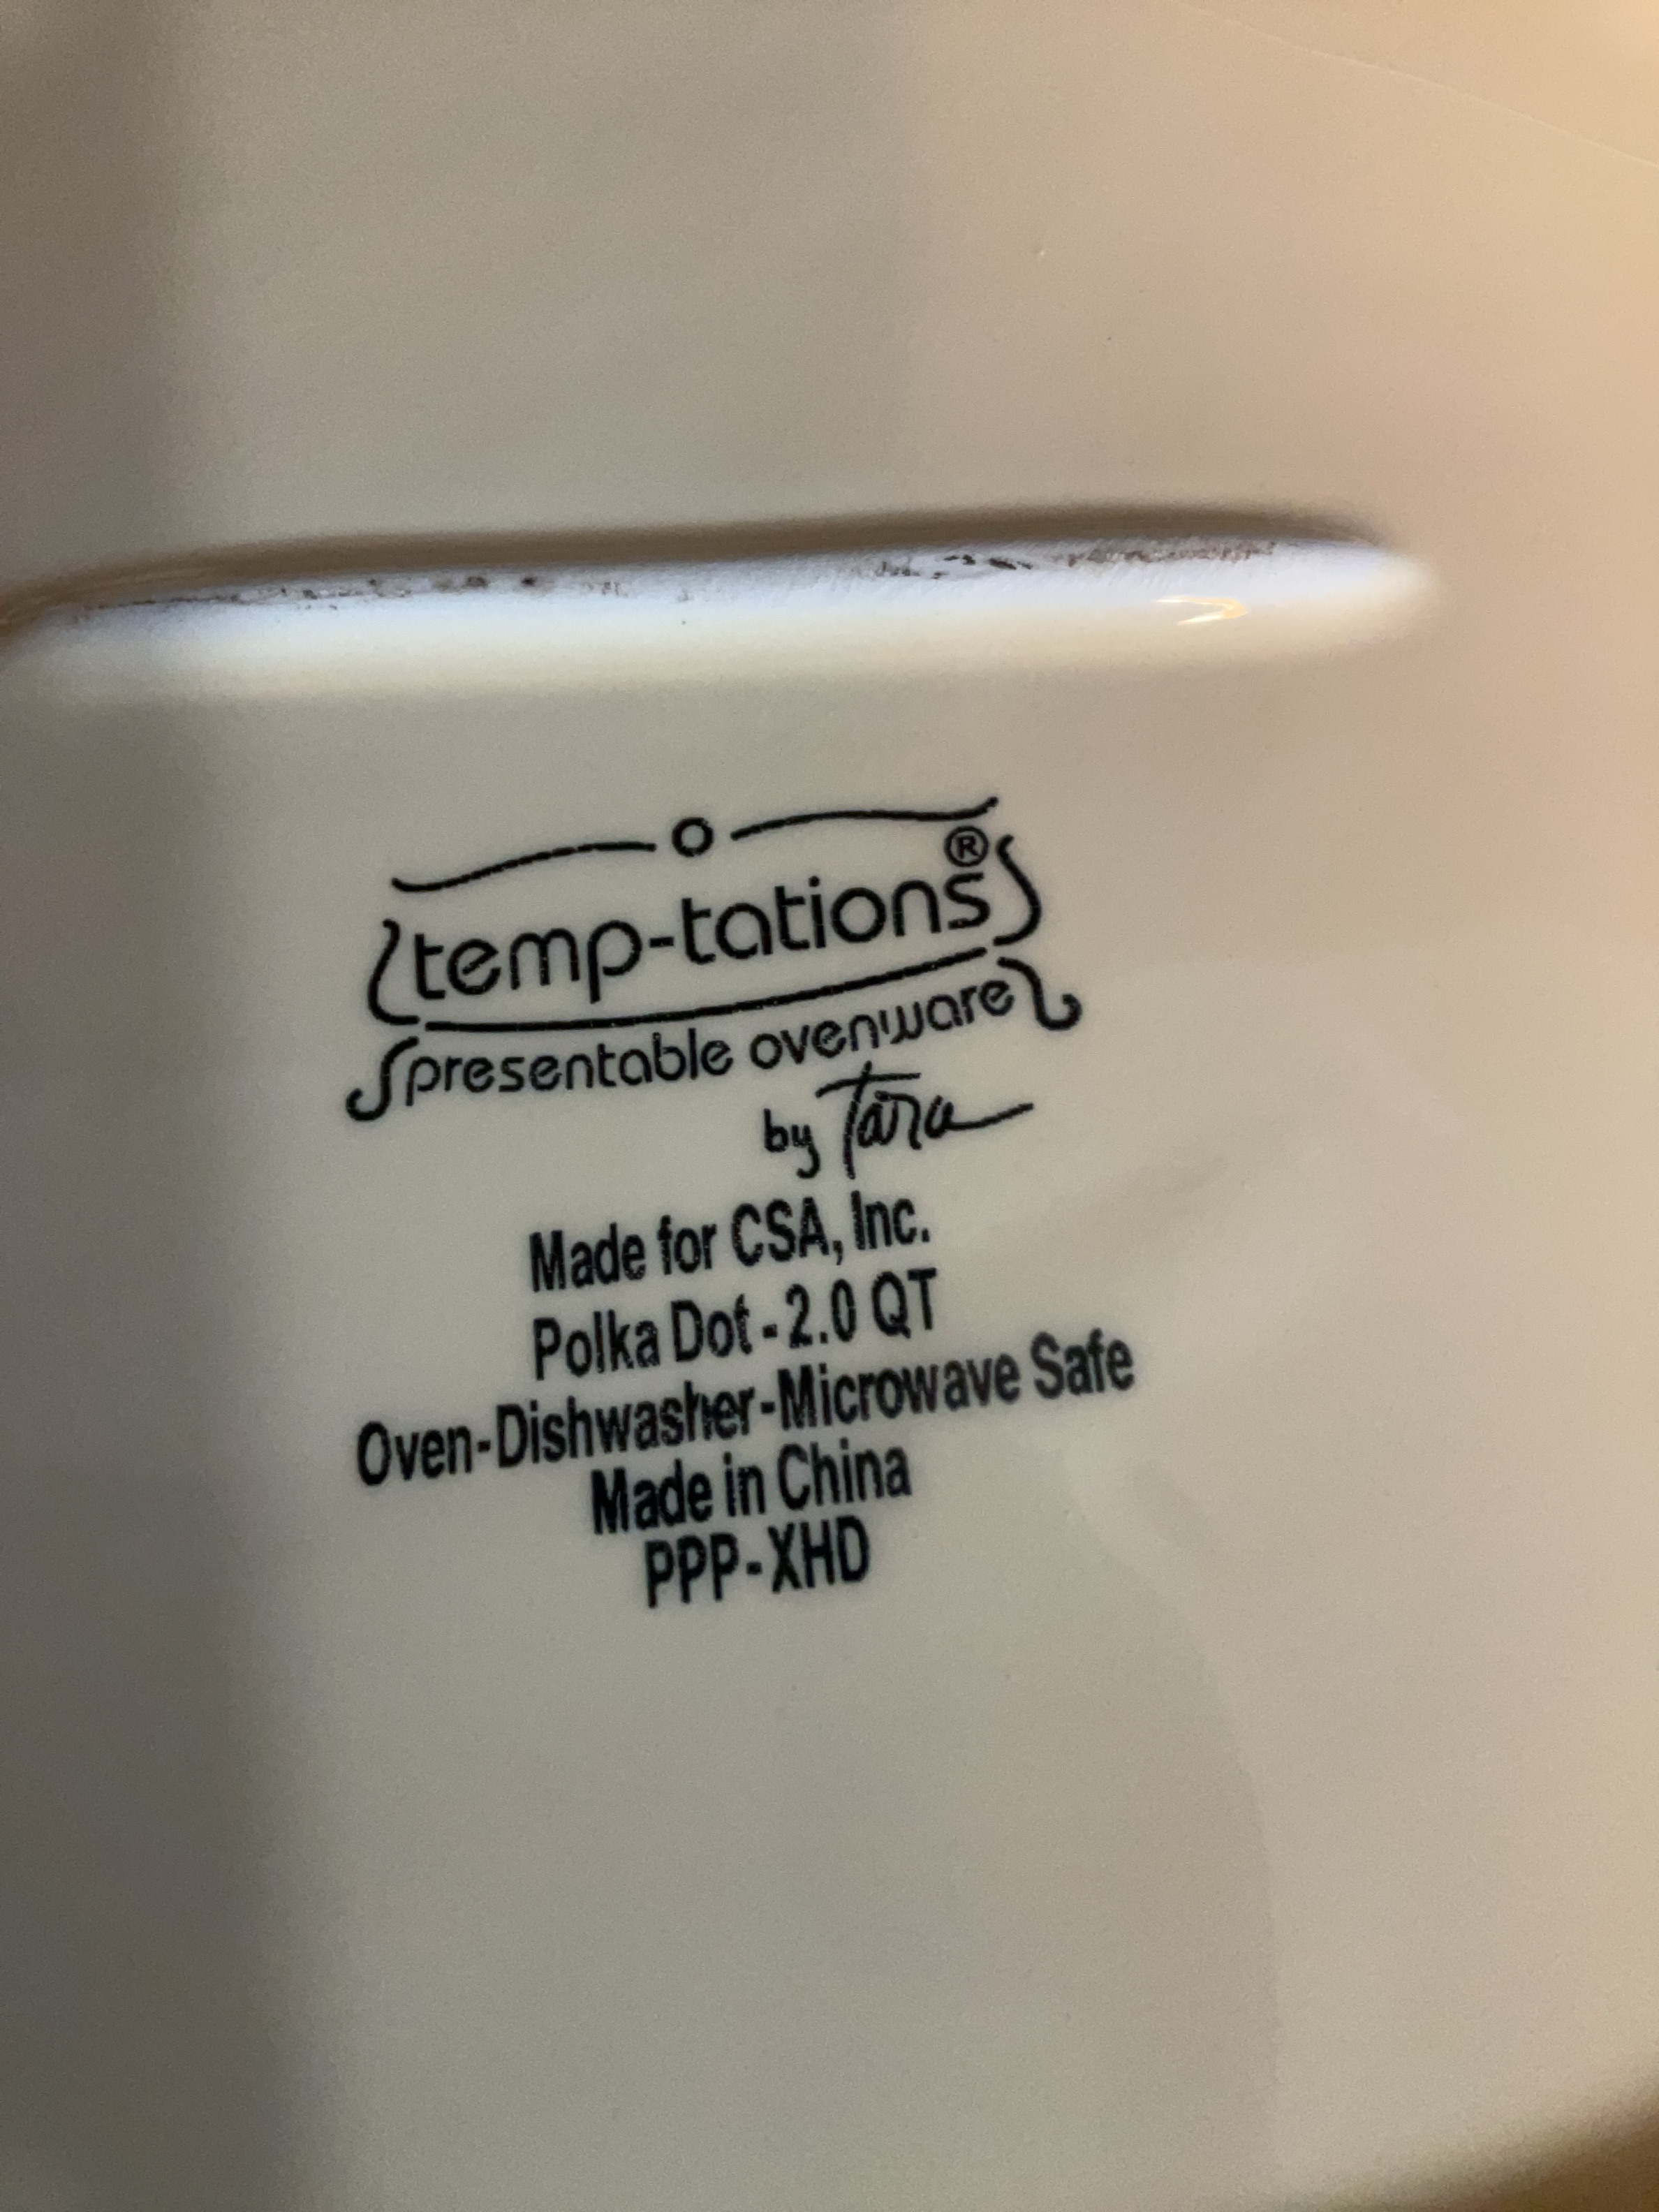 temp-tations®
presentable ovenware
by Tara
Made for CSA, Inc.
Polka Dot - 2.0 QT
Oven-Dishwasher-Microwave Safe
Made in China
PPP-XHD